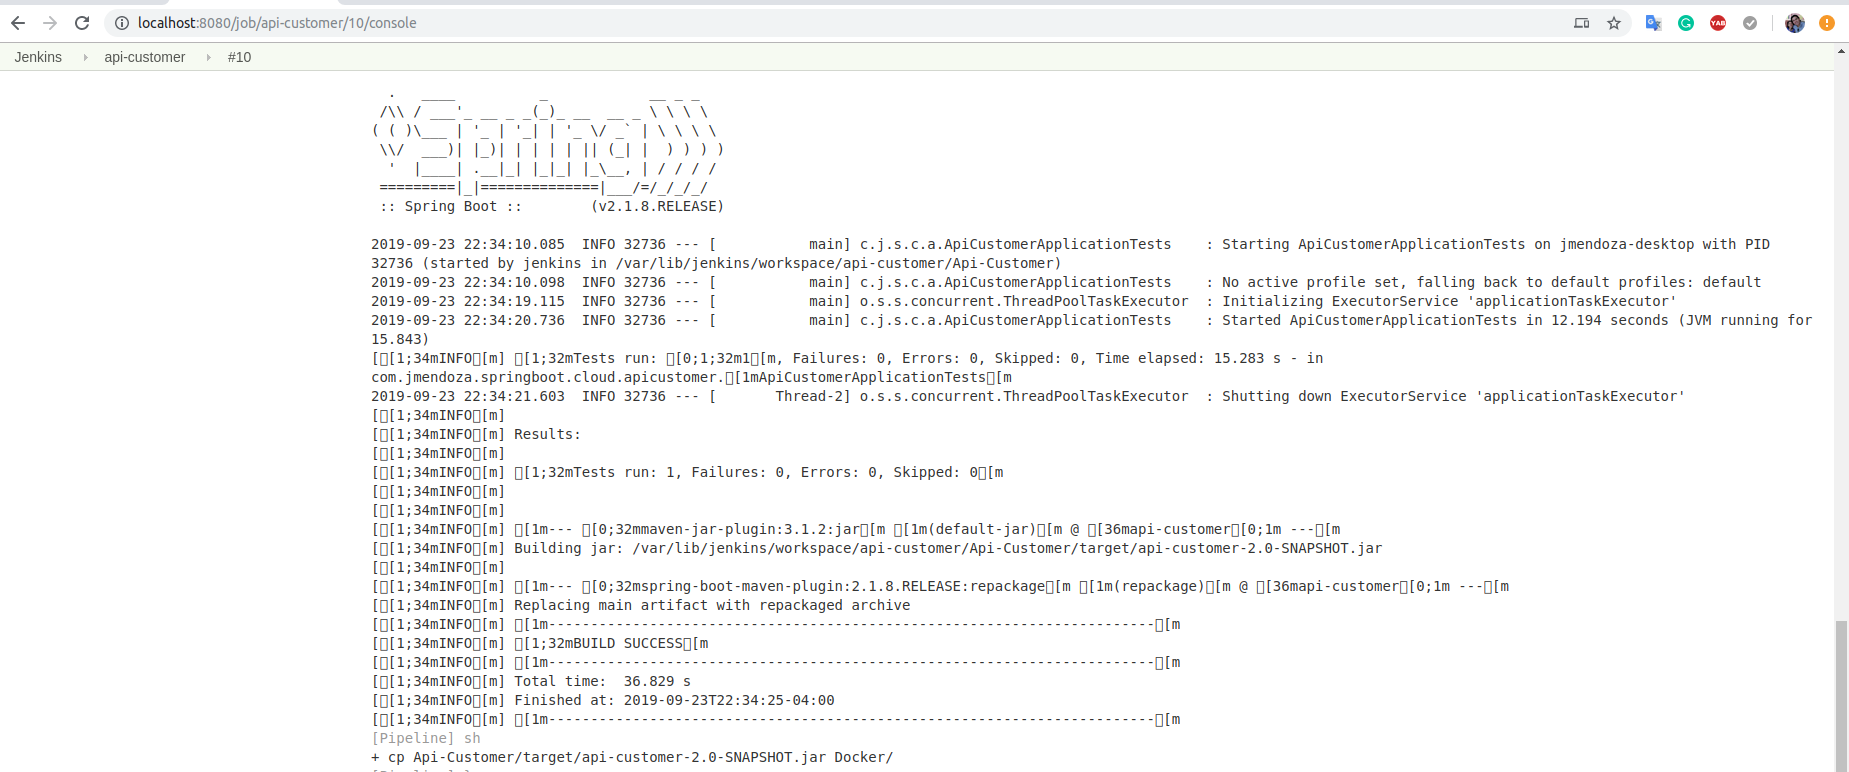 localhost:8080/job/api-customer/10/console
Jenkins api-customer #10
  .   ____          _            __ _ _
 /\\ / ___'_ __ _ _(_)_ __  __ _ \ \ \ \
( ( )\___ | '_ | '_| | '_ \/ _` | \ \ \ \
 \\/  ___)| |_)| | | | | || (_| |  ) ) ) )
  '  |____| .__|_| |_|_| |_\__, | / / / /
 =========|_|==============|___/=/_/_/_/
 :: Spring Boot ::        (v2.1.8.RELEASE)
2019-09-23 22:34:10.085  INFO 32736 --- [           main] c.j.s.c.a.ApiCustomerApplicationTests    : Starting ApiCustomerApplicationTests on jmendoza-desktop with PID
32736 (started by jenkins in /var/lib/jenkins/workspace/api-customer/Api-Customer)
2019-09-23 22:34:10.098  INFO 32736 --- [           main] c.j.s.c.a.ApiCustomerApplicationTests    : No active profile set, falling back to default profiles: default
2019-09-23 22:34:19.115  INFO 32736 --- [           main] o.s.s.concurrent.ThreadPoolTaskExecutor  : Initializing ExecutorService 'applicationTaskExecutor'
2019-09-23 22:34:20.736  INFO 32736 --- [           main] c.j.s.c.a.ApiCustomerApplicationTests    : Started ApiCustomerApplicationTests in 12.194 seconds (JVM running for
15.843)
[▯[1;34mINFO▯[m] ▯[1;32mTests run: ▯[0;1;32m1▯[m, Failures: 0, Errors: 0, Skipped: 0, Time elapsed: 15.283 s - in
com.jmendoza.springboot.cloud.apicustomer.▯[1mApiCustomerApplicationTests▯[m
2019-09-23 22:34:21.603  INFO 32736 --- [       Thread-2] o.s.s.concurrent.ThreadPoolTaskExecutor  : Shutting down ExecutorService 'applicationTaskExecutor'
[▯[1;34mINFO▯[m]
[▯[1;34mINFO▯[m] Results:
[▯[1;34mINFO▯[m]
[▯[1;34mINFO▯[m] ▯[1;32mTests run: 1, Failures: 0, Errors: 0, Skipped: 0▯[m
[▯[1;34mINFO▯[m]
[▯[1;34mINFO▯[m]
[▯[1;34mINFO▯[m] ▯[1m--- ▯[0;32mmaven-jar-plugin:3.1.2:jar▯[m ▯[1m(default-jar)▯[m @ ▯[36mapi-customer▯[0;1m ---▯[m
[▯[1;34mINFO▯[m] Building jar: /var/lib/jenkins/workspace/api-customer/Api-Customer/target/api-customer-2.0-SNAPSHOT.jar
[▯[1;34mINFO▯[m]
[▯[1;34mINFO▯[m] ▯[1m--- ▯[0;32mspring-boot-maven-plugin:2.1.8.RELEASE:repackage▯[m ▯[1m(repackage)▯[m @ ▯[36mapi-customer▯[0;1m ---▯[m
[▯[1;34mINFO▯[m] Replacing main artifact with repackaged archive
[▯[1;34mINFO▯[m] ▯[1m------------------------------------------------------------------------▯[m
[▯[1;34mINFO▯[m] ▯[1;32mBUILD SUCCESS▯[m
[▯[1;34mINFO▯[m] ▯[1m------------------------------------------------------------------------▯[m
[▯[1;34mINFO▯[m] Total time:  36.829 s
[▯[1;34mINFO▯[m] Finished at: 2019-09-23T22:34:25-04:00
[▯[1;34mINFO▯[m] ▯[1m------------------------------------------------------------------------▯[m
[Pipeline] sh
+ cp Api-Customer/target/api-customer-2.0-SNAPSHOT.jar Docker/